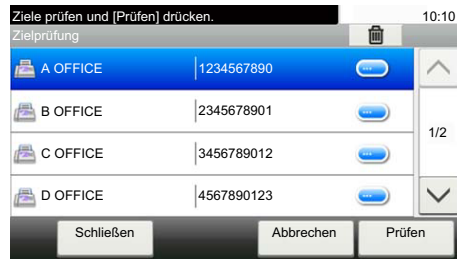 Ziele prüfen und [Prüfen] drücken. 10:10
Zielprüfung
A OFFICE 1234567890
B OFFICE 2345678901
1/2
C OFFICE 3456789012
D OFFICE 4567890123
Schließen Abbrechen Prüfen